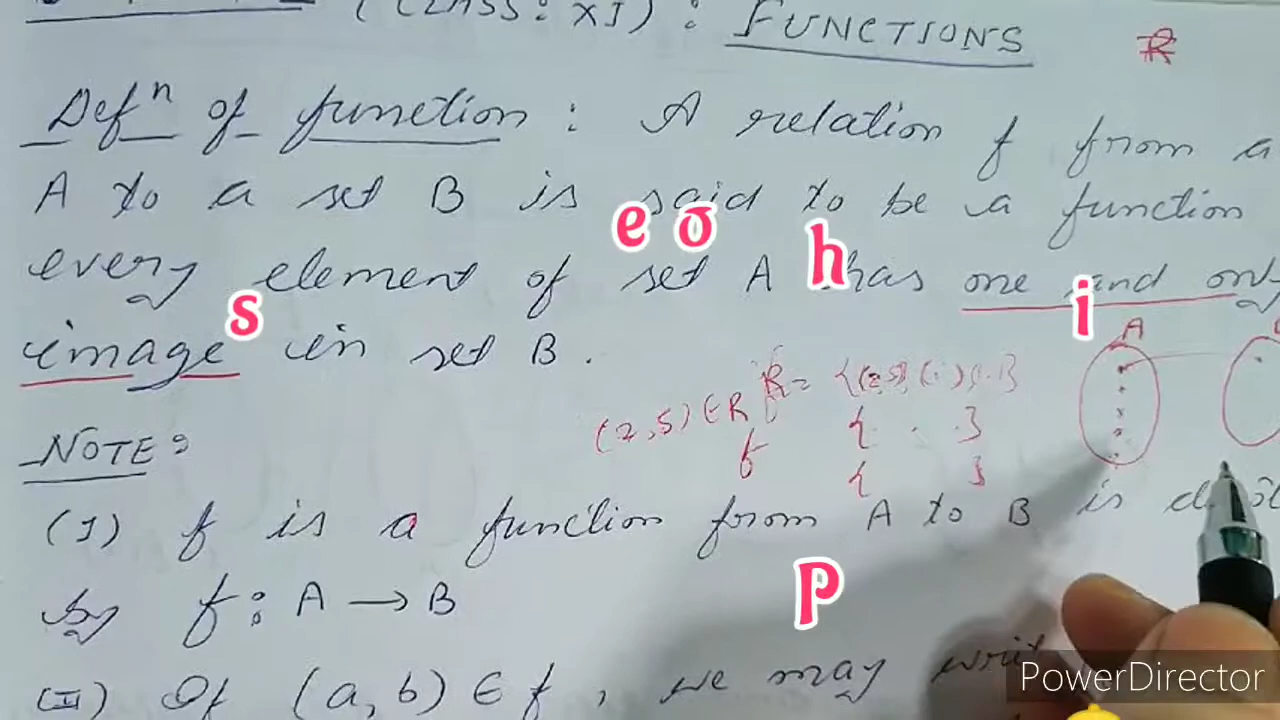 (CLASS: XI) : FUNCTIONS
R
Defⁿ of function : A relation f from a
A to a set B is said to be a function
e σ h
every element of set A has one and only
s i
image in set B.
A
(2,5) ∈ R
f
NOTE:
(I) f is a function from A to B is
p
by f : A → B
(II) If (a, b) ∈ f, we may write
PowerDirector